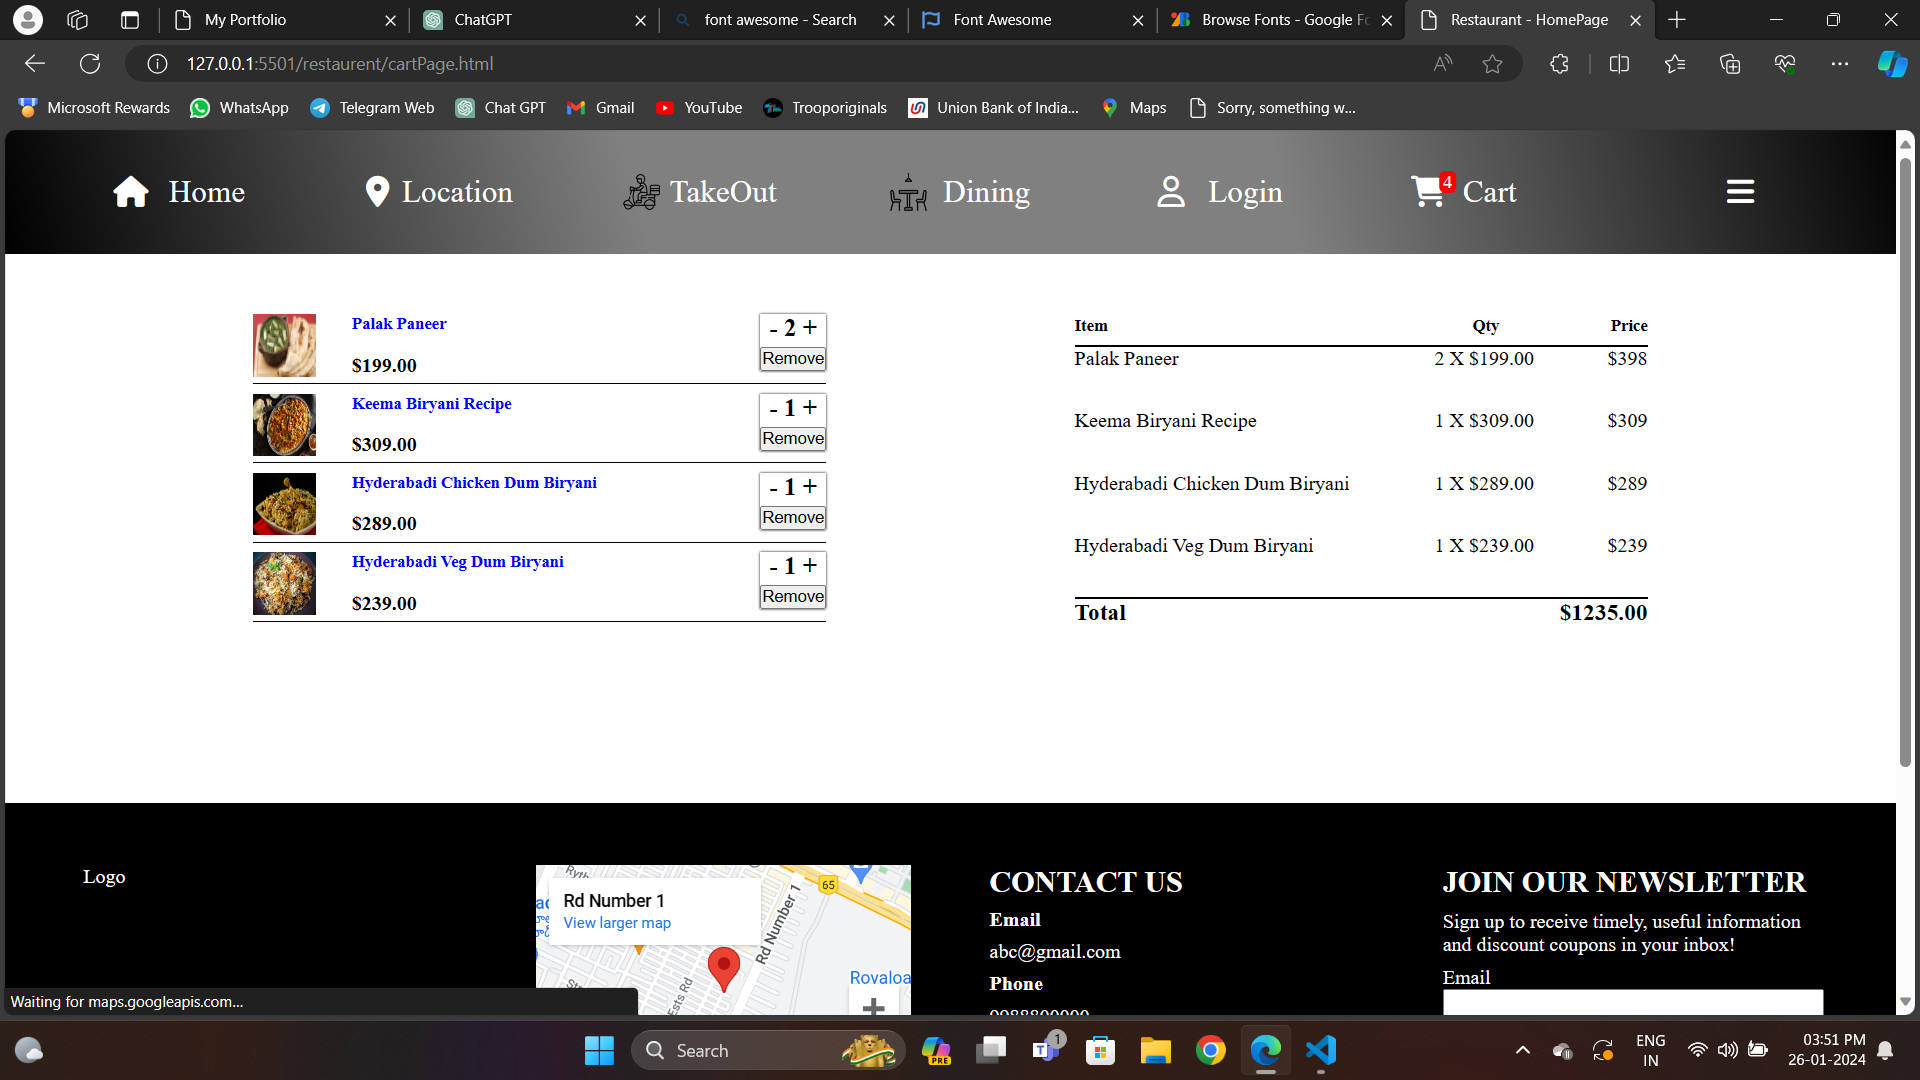 My Portfolio
ChatGPT
font awesome - Search
Font Awesome
Browse Fonts - Google Fo
Restaurant - HomePage
127.0.0.1:5501/restaurent/cartPage.html
Microsoft Rewards
WhatsApp
Telegram Web
Chat GPT
Gmail
YouTube
Trooporiginals
Union Bank of India...
Maps
Sorry, something w...
Home
Location
TakeOut
Dining
Login
4
Cart
Palak Paneer
- 2 +
$199.00
Remove
Keema Biryani Recipe
- 1 +
$309.00
Remove
Hyderabadi Chicken Dum Biryani
- 1 +
$289.00
Remove
Hyderabadi Veg Dum Biryani
- 1 +
$239.00
Remove
Item Qty Price
Palak Paneer 2 X $199.00 $398
Keema Biryani Recipe 1 X $309.00 $309
Hyderabadi Chicken Dum Biryani 1 X $289.00 $289
Hyderabadi Veg Dum Biryani 1 X $239.00 $239
Total $1235.00
Logo
Rd Number 1
View larger map
65
Rd Number 1
Ests Rd
Rovaloa
CONTACT US
Email
abc@gmail.com
Phone
9988800000
JOIN OUR NEWSLETTER
Sign up to receive timely, useful information
and discount coupons in your inbox!
Email
Waiting for maps.googleapis.com...
Search
PRE
1
ENG
IN
03:51 PM
26-01-2024